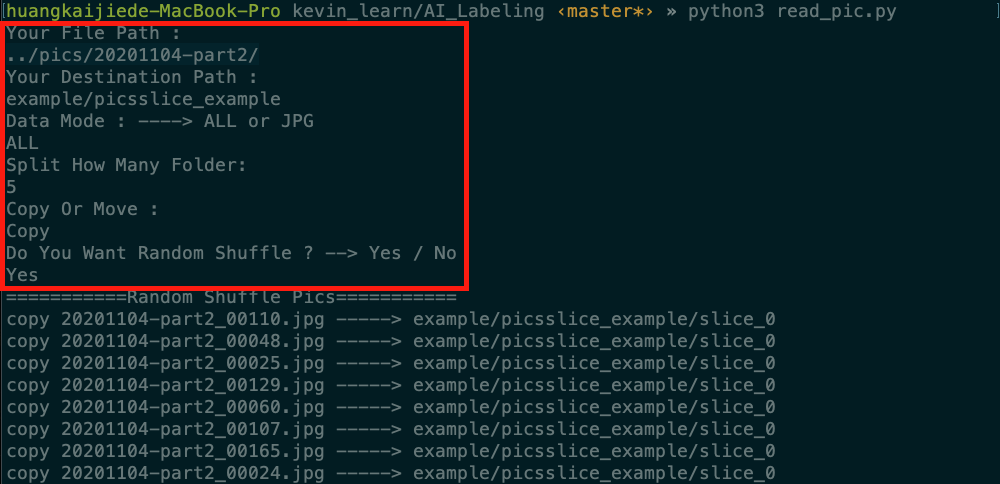 huangkaijiede-MacBook-Pro kevin_learn/AI_Labeling ‹master*› » python3 read_pic.py
Your File Path :
../pics/20201104-part2/
Your Destination Path :
example/picsslice_example
Data Mode : ----> ALL or JPG
ALL
Split How Many Folder:
5
Copy Or Move :
Copy
Do You Want Random Shuffle ? --> Yes / No
Yes
===========Random Shuffle Pics===========
copy 20201104-part2_00110.jpg -----> example/picsslice_example/slice_0
copy 20201104-part2_00048.jpg -----> example/picsslice_example/slice_0
copy 20201104-part2_00025.jpg -----> example/picsslice_example/slice_0
copy 20201104-part2_00129.jpg -----> example/picsslice_example/slice_0
copy 20201104-part2_00060.jpg -----> example/picsslice_example/slice_0
copy 20201104-part2_00107.jpg -----> example/picsslice_example/slice_0
copy 20201104-part2_00165.jpg -----> example/picsslice_example/slice_0
copy 20201104-part2_00024.jpg -----> example/picsslice_example/slice_0